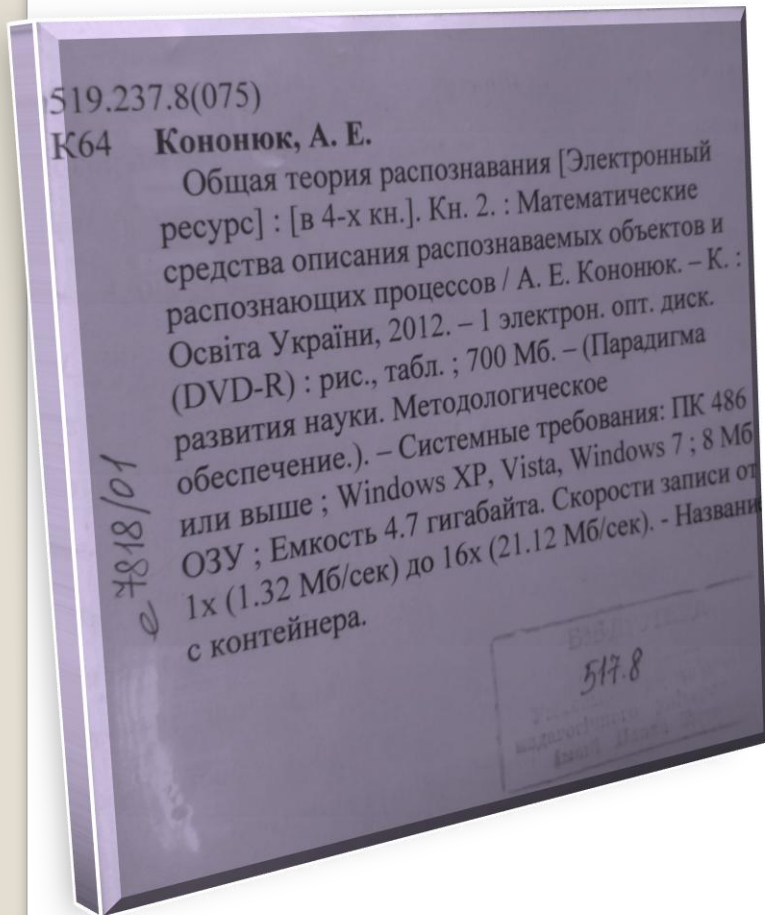 519.237.8(075)
К64 Кононюк, А. Е.
Общая теория распознавания [Электронный
ресурс] : [в 4-х кн.]. Кн. 2. : Математические
средства описания распознаваемых объектов и
распознающих процессов / А. Е. Кононюк. – К. :
Освіта України, 2012. – 1 электрон. опт. диск.
(DVD-R) : рис., табл. ; 700 Мб. – (Парадигма
развития науки. Методологическое
обеспечение.). – Системные требования: ПК 486
или выше ; Windows XP, Vista, Windows 7 ; 8 Мб
ОЗУ ; Емкость 4.7 гигабайта. Скорости записи от
1х (1.32 Мб/сек) до 16х (21.12 Мб/сек). - Названи
с контейнера.
е 7818/01
517.8